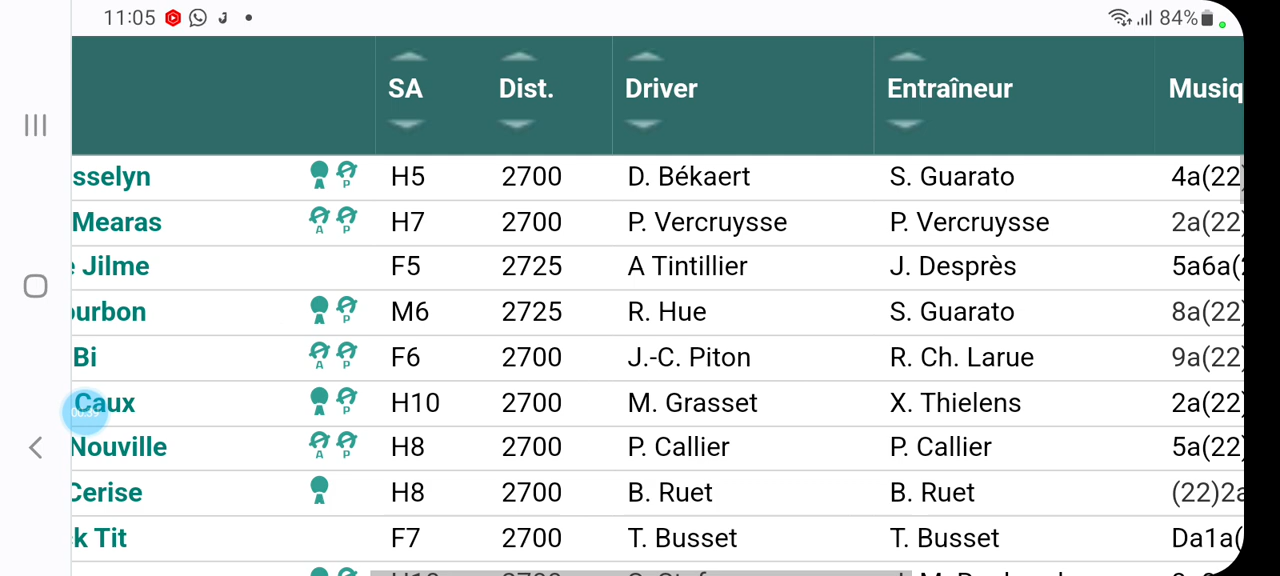 11:05 84%
SA Dist. Driver Entraîneur Musiq
sselyn H5 2700 D. Békaert S. Guarato 4a(22)
Mearas H7 2700 P. Vercruysse P. Vercruysse 2a(22)
e Jilme F5 2725 A Tintillier J. Desprès 5a6a(
ourbon M6 2725 R. Hue S. Guarato 8a(22)
Bi F6 2700 J.-C. Piton R. Ch. Larue 9a(22)
Caux H10 2700 M. Grasset X. Thielens 2a(22)
00:39
Nouville H8 2700 P. Callier P. Callier 5a(22)
Cerise H8 2700 B. Ruet B. Ruet (22)2a
k Tit F7 2700 T. Busset T. Busset Da1a(